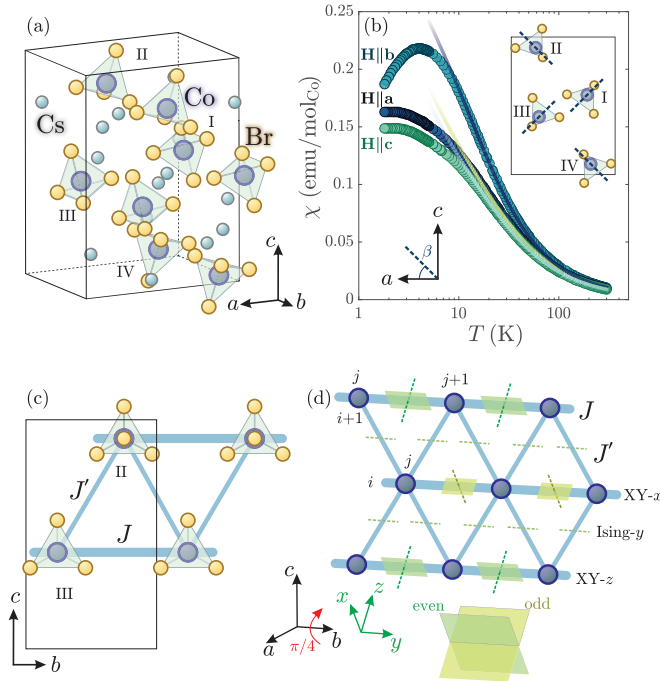 (a)
II
Cs
Co
I
Br
III
IV
c
a
b
(b)
χ (emu/mol_Co)
0.25
0.2
0.15
0.1
0.05
0
H||b
H||a
H||c
II
III
I
IV
c
β
a
1
10
100
T (K)
(c)
II
J′
J
III
c
b
(d)
j
j+1
i+1
J
J′
j
i
XY-x
Ising-y
XY-z
c
a
b
π/4
x
z
y
even
odd